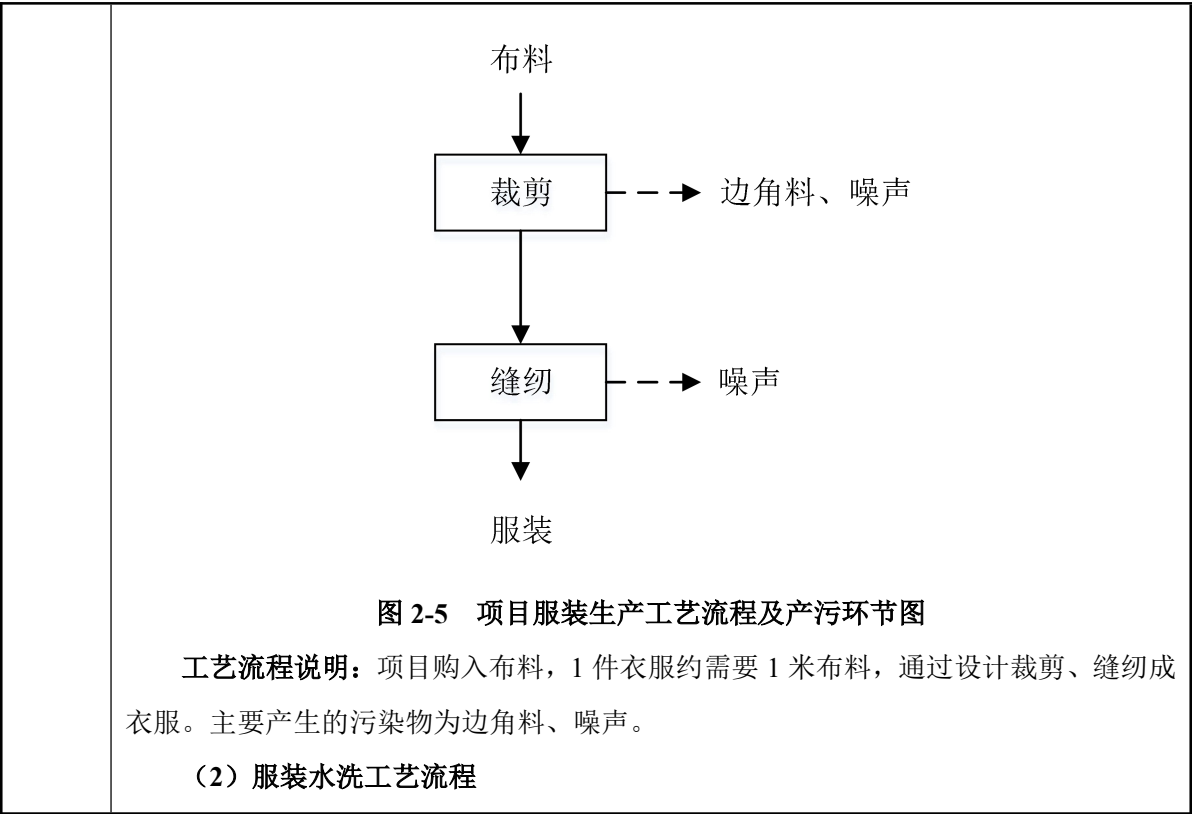 布料
裁剪
边角料、噪声
缝纫
噪声
服装
图 2-5 项目服装生产工艺流程及产污环节图
工艺流程说明：项目购入布料，1 件衣服约需要 1 米布料，通过设计裁剪、缝纫成
衣服。主要产生的污染物为边角料、噪声。
（2）服装水洗工艺流程